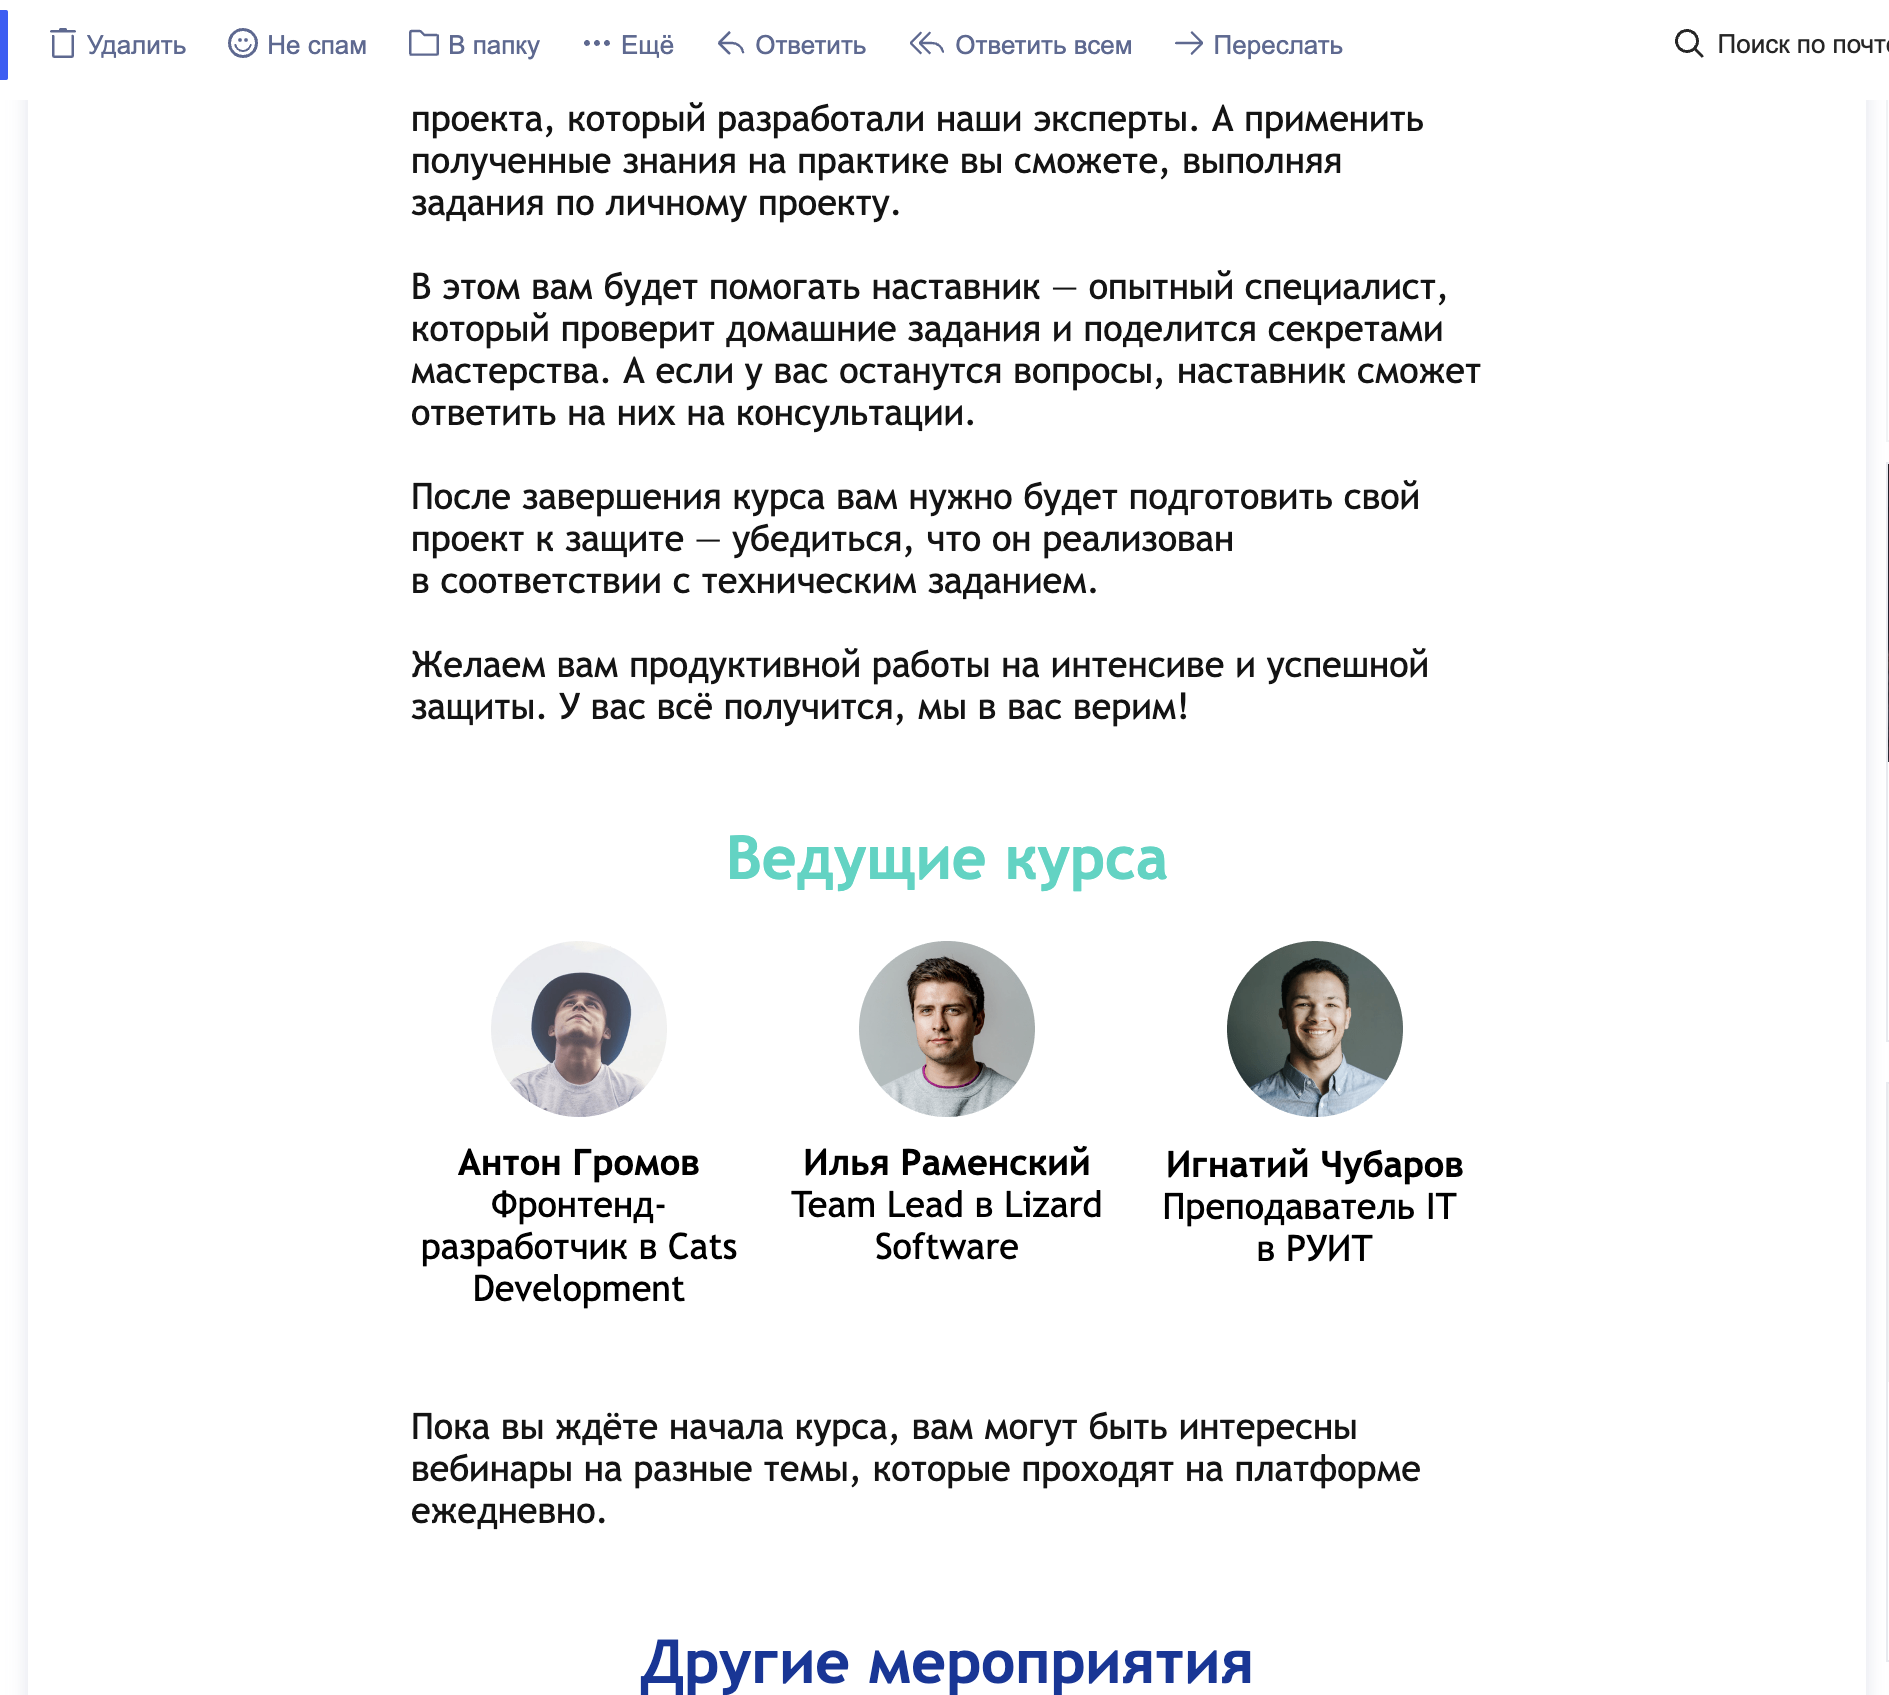 Удалить Не спам В папку Ещё Ответить Ответить всем Переслать Поиск по почте
проекта, который разработали наши эксперты. А применить
полученные знания на практике вы сможете, выполняя
задания по личному проекту.
В этом вам будет помогать наставник — опытный специалист,
который проверит домашние задания и поделится секретами
мастерства. А если у вас останутся вопросы, наставник сможет
ответить на них на консультации.
После завершения курса вам нужно будет подготовить свой
проект к защите — убедиться, что он реализован
в соответствии с техническим заданием.
Желаем вам продуктивной работы на интенсиве и успешной
защиты. У вас всё получится, мы в вас верим!
Ведущие курса
Антон Громов
Фронтенд-
разработчик в Cats
Development
Илья Раменский
Team Lead в Lizard
Software
Игнатий Чубаров
Преподаватель IT
в РУИТ
Пока вы ждёте начала курса, вам могут быть интересны
вебинары на разные темы, которые проходят на платформе
ежедневно.
Другие мероприятия